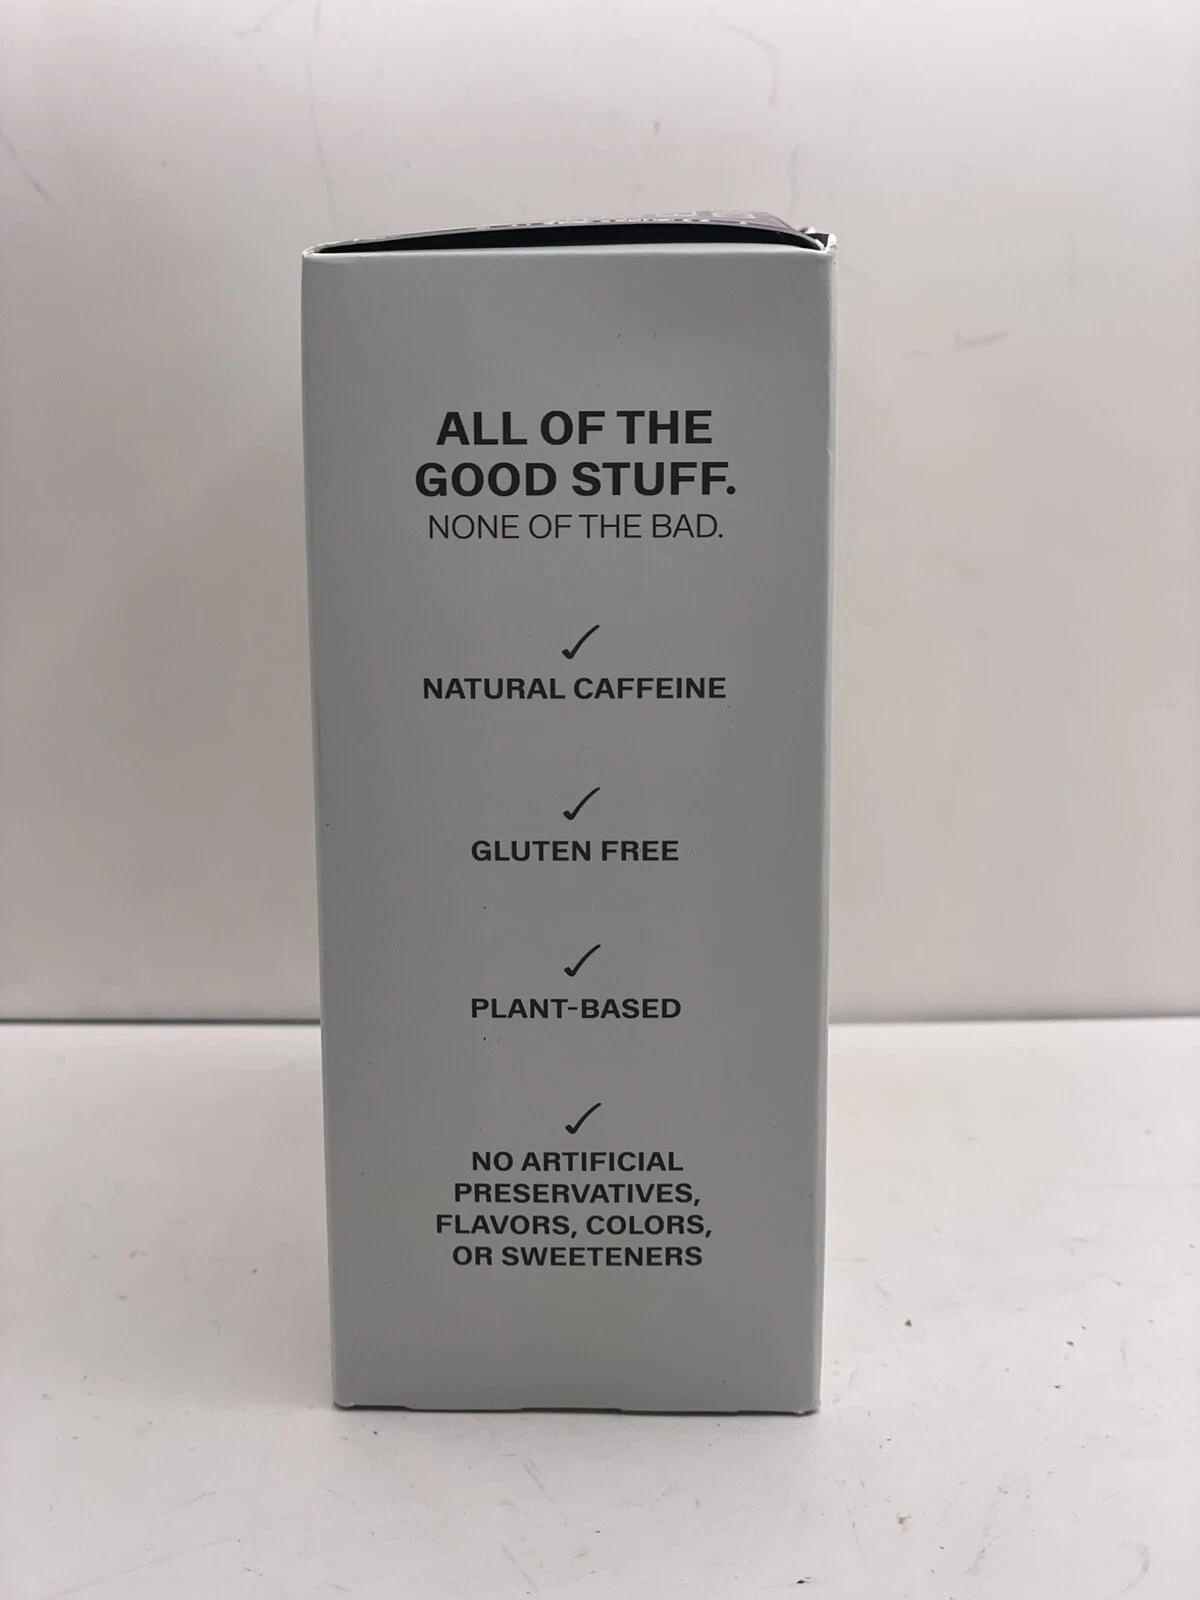 ALL OF THE
GOOD STUFF.
NONE OF THE BAD.
NATURAL CAFFEINE
GLUTEN FREE
PLANT-BASED
NO ARTIFICIAL
PRESERVATIVES,
FLAVORS, COLORS,
OR SWEETENERS